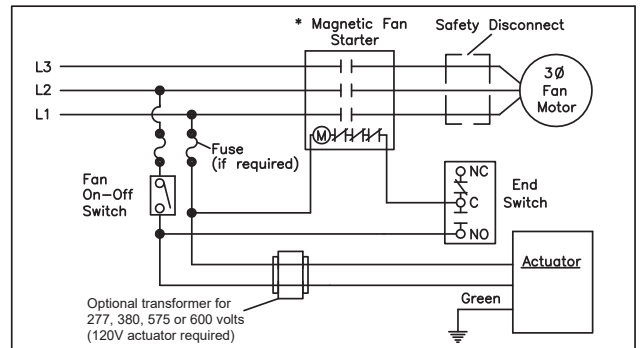 * Magnetic Fan
Starter
Safety Disconnect
L3
L2
L1
3Ø
Fan
Motor
M
Fuse
(if required)
Fan
On-Off
Switch
NC
C
NO
End
Switch
Actuator
Green
Optional transformer for
277, 380, 575 or 600 volts
(120V actuator required)